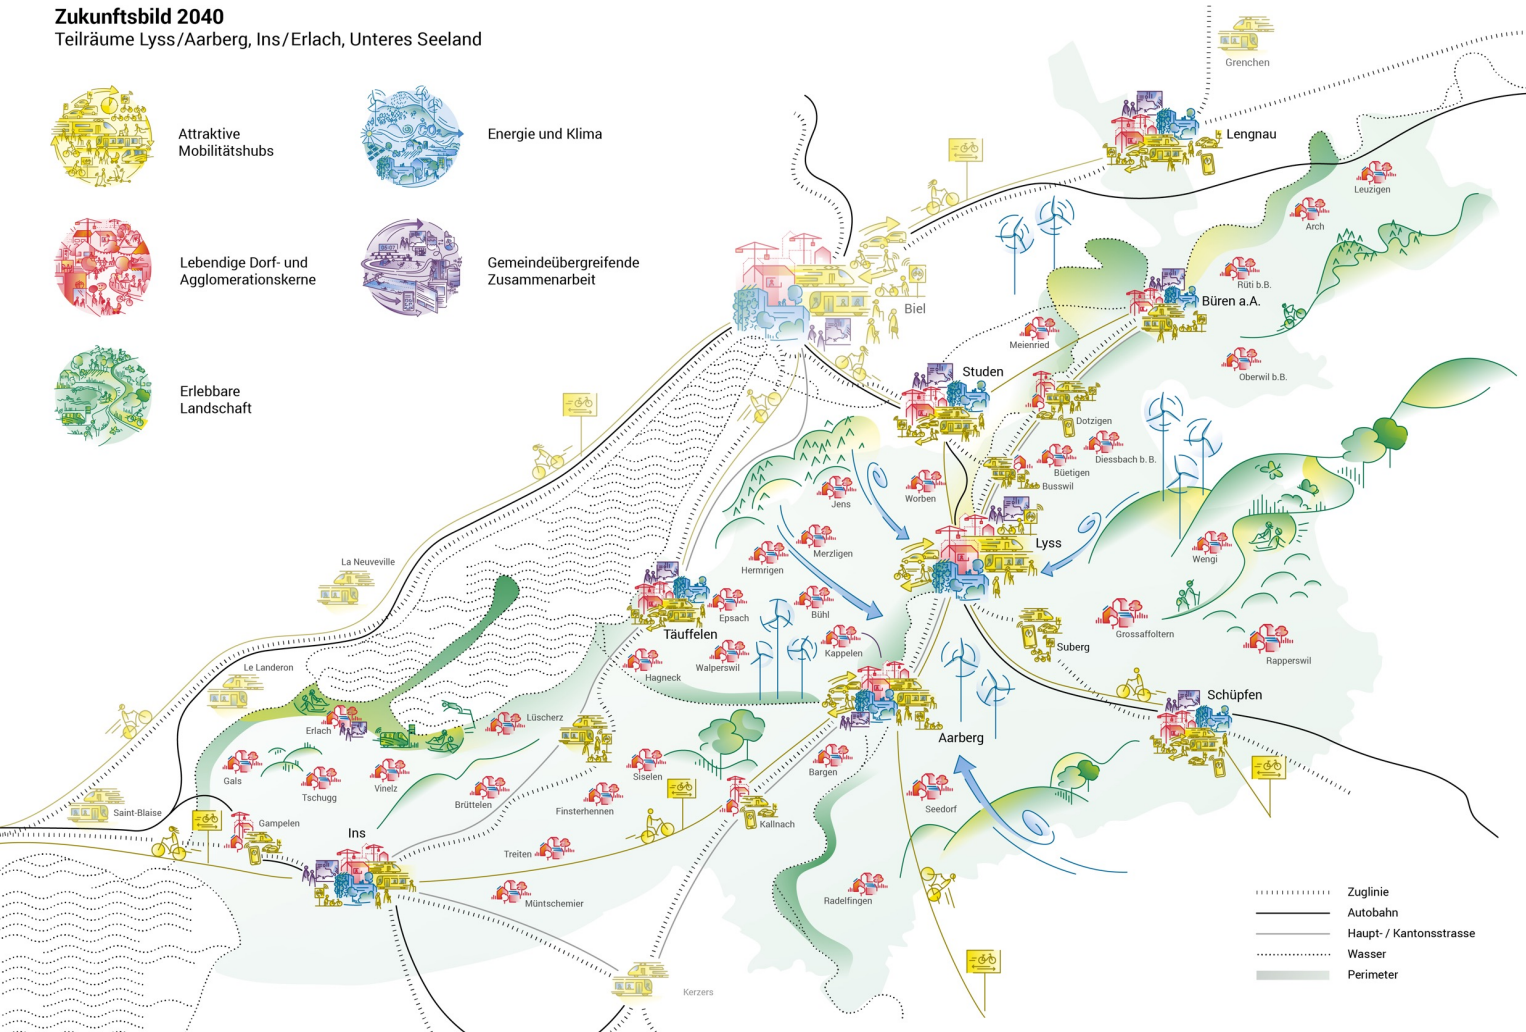 Zukunftsbild 2040
Teilräume Lyss/Aarberg, Ins/Erlach, Unteres Seeland
Attraktive
Mobilitätshubs
Energie und Klima
Lebendige Dorf- und
Agglomerationskerne
Gemeindeübergreifende
Zusammenarbeit
Erlebbare
Landschaft
Grenchen
Lengnau
Leuzigen
Arch
Rüti b.B.
Büren a.A.
Biel
Meienried
Oberwil b.B.
Studen
Dotzigen
Diessbach b. B.
Büetigen
Busswil
Worben
Jens
Lyss
Merzligen
Hermrigen
Wengi
La Neuveville
Epsach
Bühl
Täuffelen
Grossaffoltern
Suberg
Kappelen
Walperswil
Rapperswil
Hagneck
Le Landeron
Schüpfen
Lüscherz
Erlach
Aarberg
Bargen
Siselen
Gals
Tschugg
Vinelz
Brüttelen
Finsterhennen
Seedorf
Saint-Blaise
Gampelen
Kallnach
Ins
Treiten
Müntschemier
Radelfingen
Kerzers
Zuglinie
Autobahn
Haupt- / Kantonsstrasse
Wasser
Perimeter